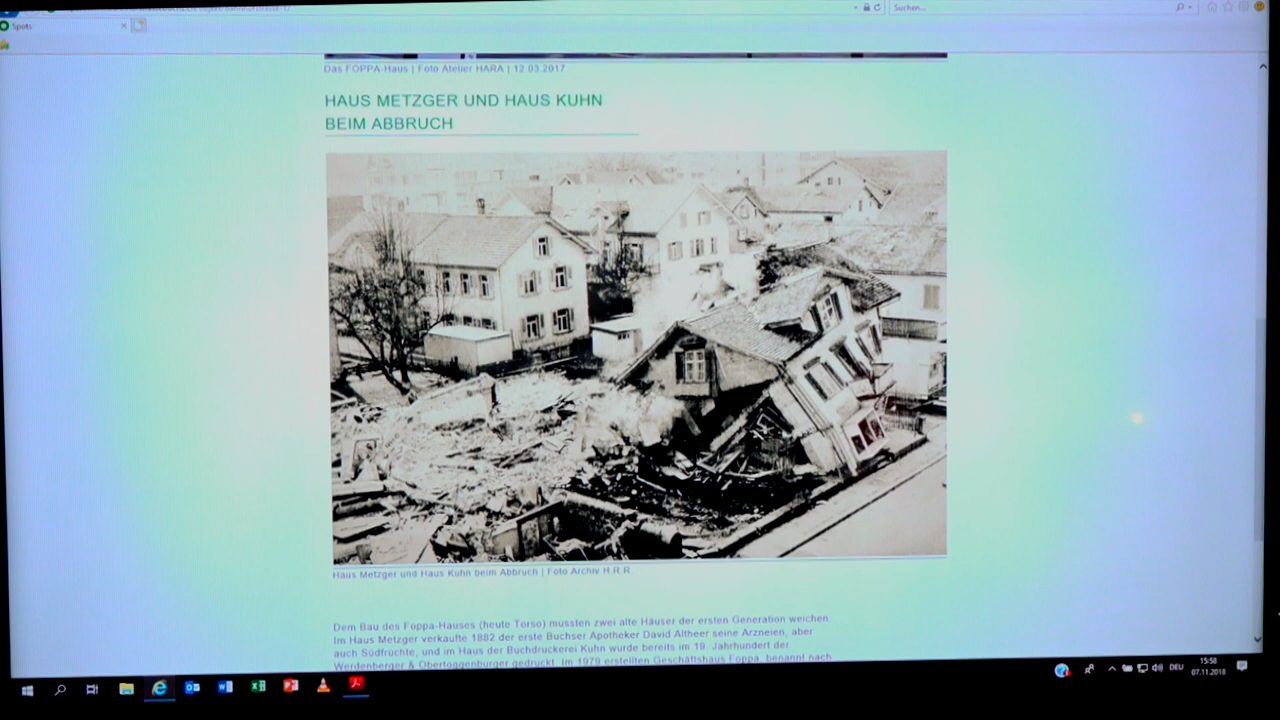 Spots
Suchen...
Das FOPPA-Haus | Foto Atelier HARA | 12.03.2017
HAUS METZGER UND HAUS KUHN
BEIM ABBRUCH
Haus Metzger und Haus Kuhn beim Abbruch | Foto Archiv H.R.R.
Dem Bau des Foppa-Hauses (heute Torso) mussten zwei alte Häuser der ersten Generation weichen.
Im Haus Metzger verkaufte 1882 der erste Buchser Apotheker David Altheer seine Arzneien, aber
auch Südfrüchte, und im Haus der Buchdruckerei Kuhn wurde bereits im 19. Jahrhundert der
Werdenberger & Obertoggenburger gedruckt. Im 1979 erstellten Geschäftshaus Foppa, benannt nach
DEU
15:58
07.11.2018